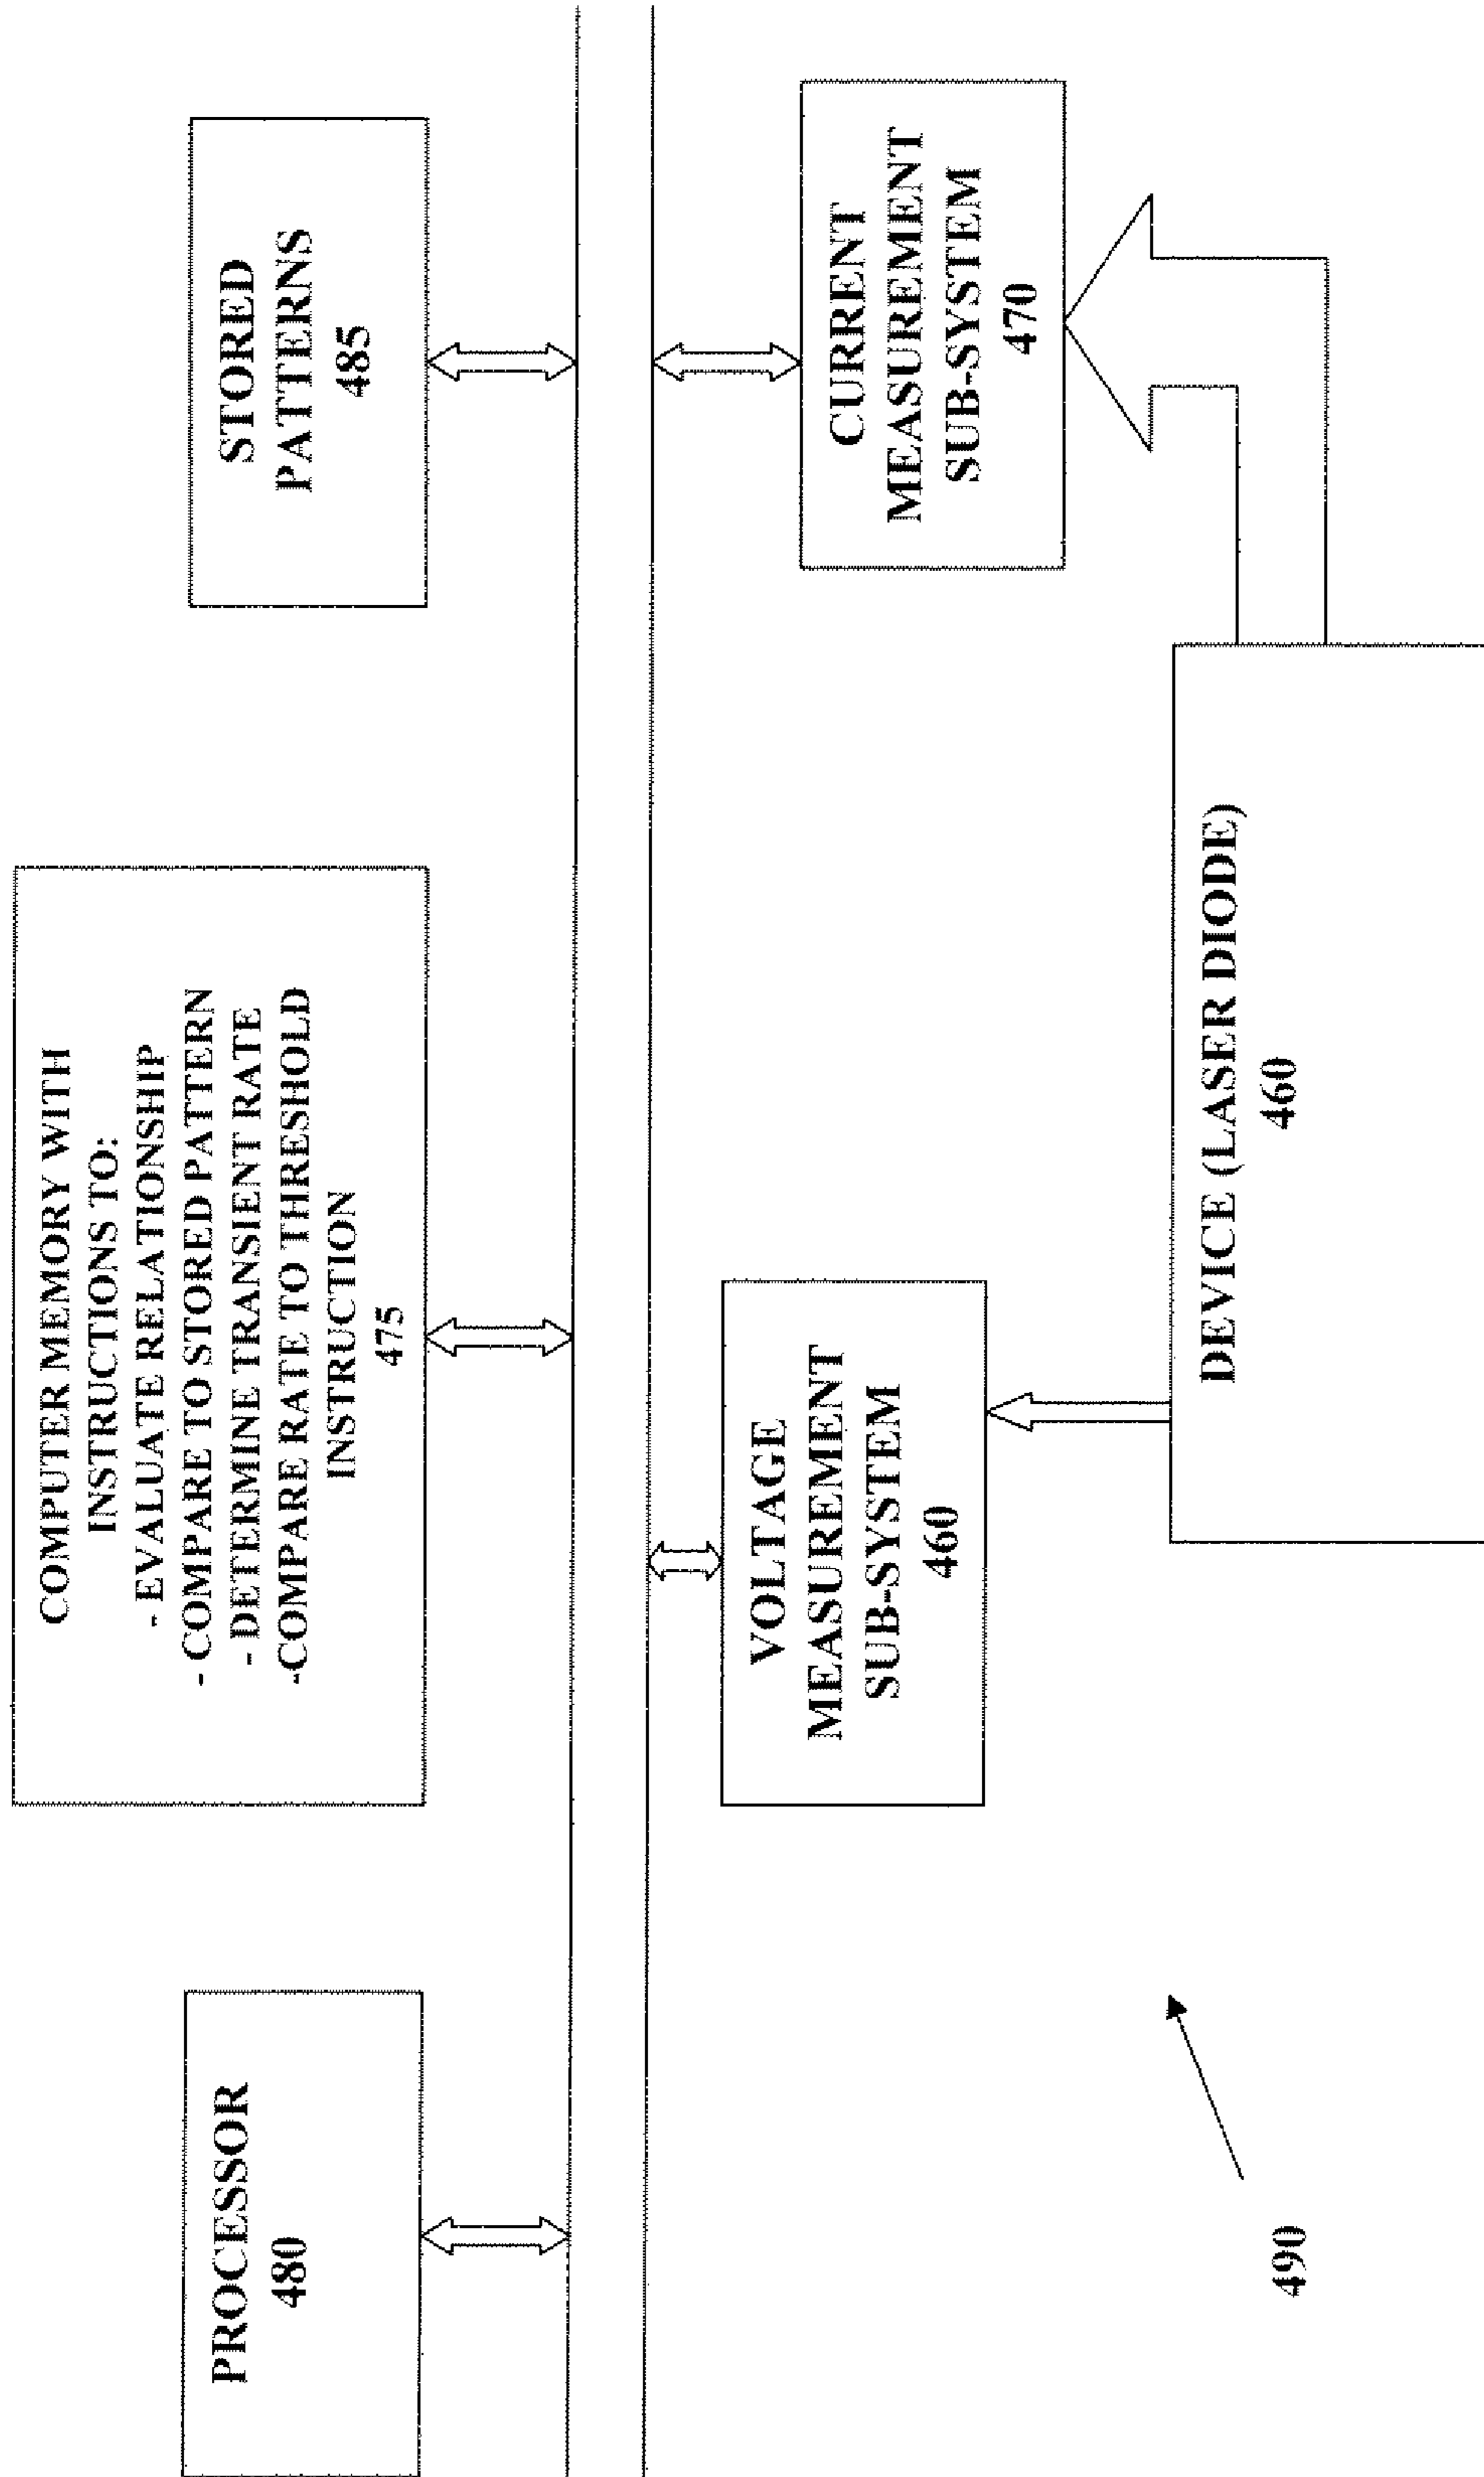 PROCESSOR
480
COMPUTER MEMORY WITH
INSTRUCTIONS TO:
- EVALUATE RELATIONSHIP
- COMPARE TO STORED PATTERN
- DETERMINE TRANSIENT RATE
-COMPARE RATE TO THRESHOLD
INSTRUCTION
475
STORED
PATTERNS
485
VOLTAGE
MEASUREMENT
SUB-SYSTEM
460
CURRENT
MEASUREMENT
SUB-SYSTEM
470
DEVICE (LASER DIODE)
460
490